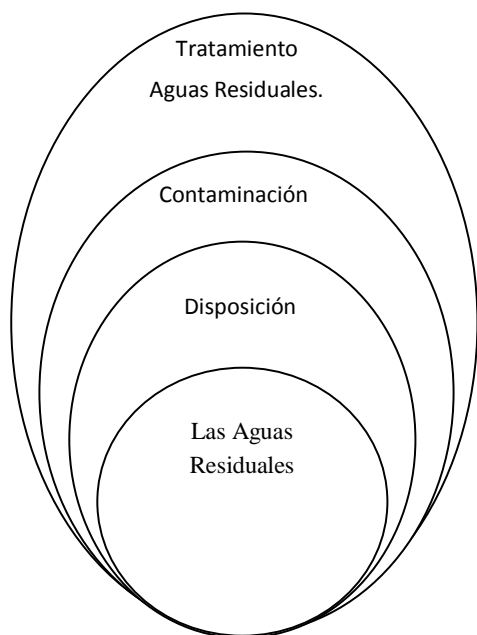 Tratamiento
Aguas Residuales.
Contaminación
Disposición
Las Aguas
Residuales